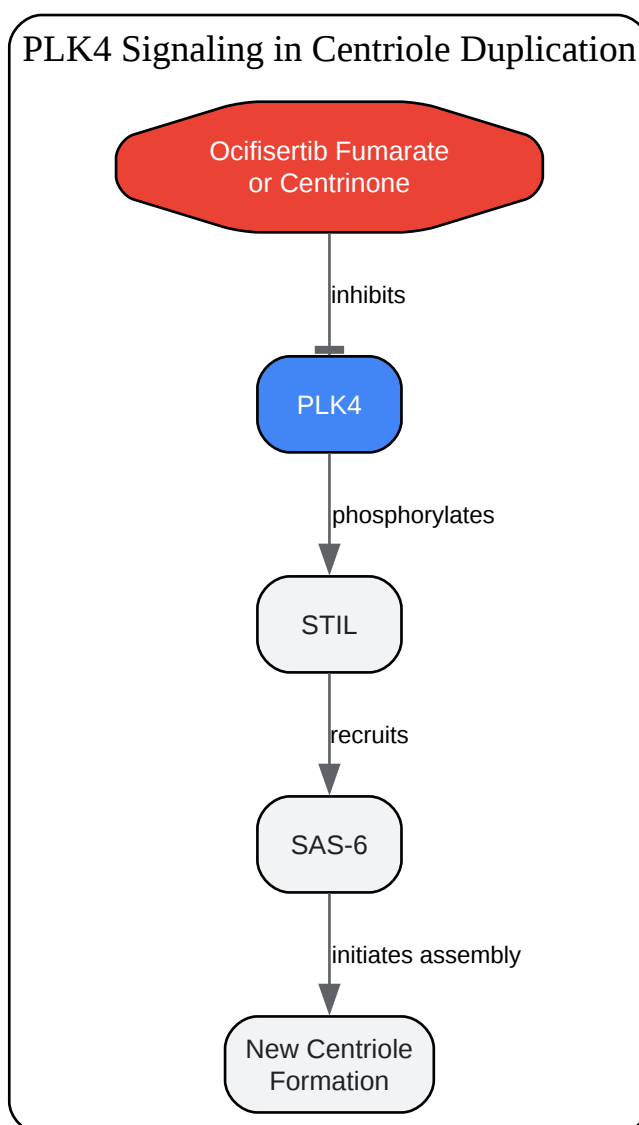 PLK4 Signaling in Centriole Duplication
Ocifisertib Fumarate
or Centrinone
inhibits
PLK4
phosphorylates
STIL
recruits
SAS-6
initiates assembly
New Centriole
Formation